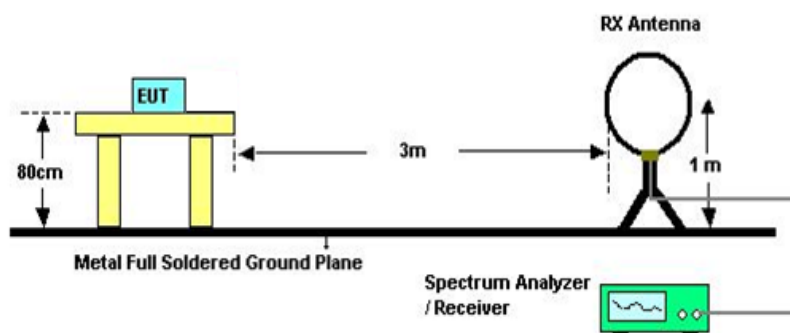 RX Antenna
EUT
80cm
3m
1 m
Metal Full Soldered Ground Plane
Spectrum Analyzer
/ Receiver